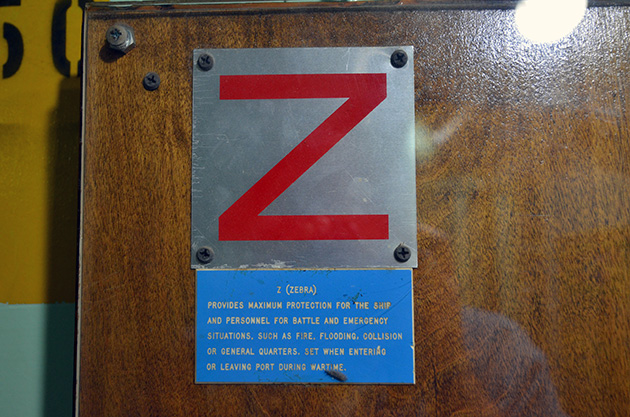 Z
Z (ZEBRA)
PROVIDES MAXIMUM PROTECTION FOR THE SHIP
AND PERSONNEL FOR BATTLE AND EMERGENCY
SITUATIONS, SUCH AS FIRE, FLOODING, COLLISION
OR GENERAL QUARTERS. SET WHEN ENTERING
OR LEAVING PORT DURING WARTIME.